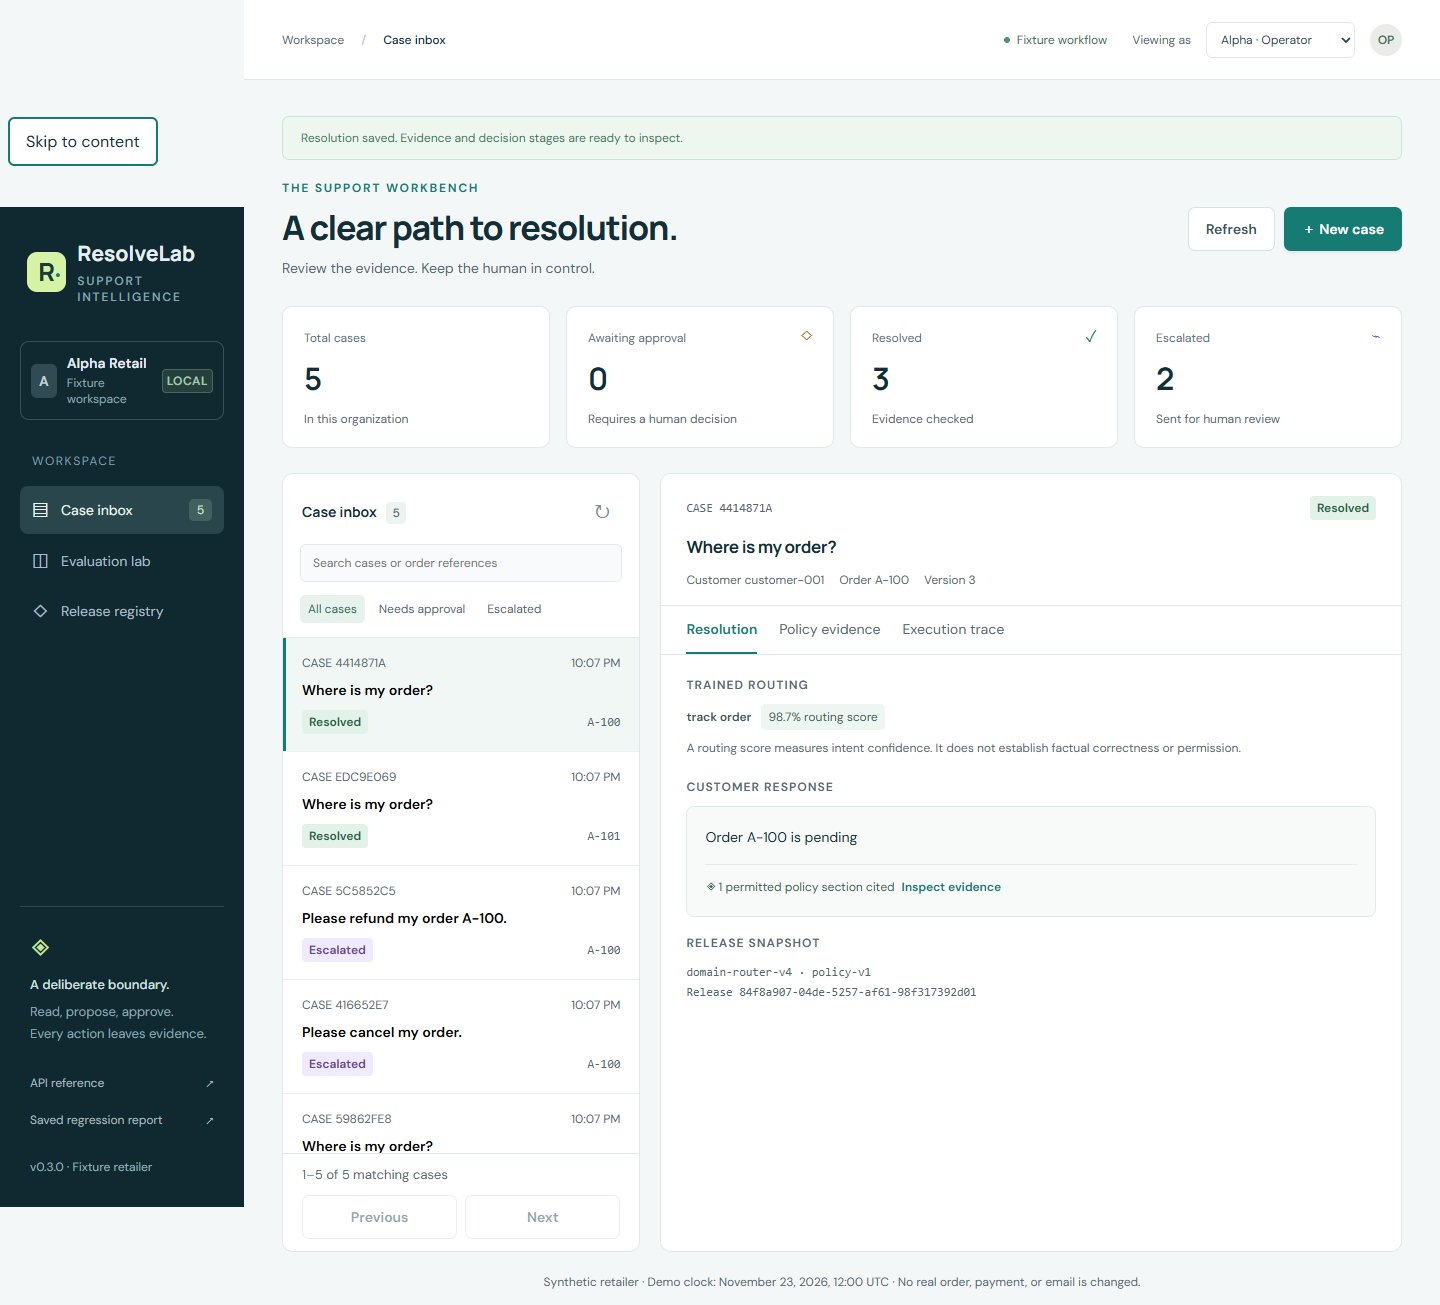 Workspace / Case inbox
Fixture workflow
Viewing as
Alpha · Operator
OP
Skip to content
R.
ResolveLab
SUPPORT
INTELLIGENCE
A
Alpha Retail
Fixture
workspace
LOCAL
WORKSPACE
Case inbox 5
Evaluation lab
Release registry
A deliberate boundary.
Read, propose, approve.
Every action leaves evidence.
API reference ↗
Saved regression report ↗
v0.3.0 · Fixture retailer
Resolution saved. Evidence and decision stages are ready to inspect.
THE SUPPORT WORKBENCH
A clear path to resolution.
Review the evidence. Keep the human in control.
Refresh
+ New case
Total cases
5
In this organization
Awaiting approval
0
Requires a human decision
Resolved
3
Evidence checked
Escalated
2
Sent for human review
Case inbox 5
Search cases or order references
All cases Needs approval Escalated
CASE 4414871A 10:07 PM
Where is my order?
Resolved A-100
CASE EDC9E069 10:07 PM
Where is my order?
Resolved A-101
CASE 5C5852C5 10:07 PM
Please refund my order A-100.
Escalated A-100
CASE 416652E7 10:07 PM
Please cancel my order.
Escalated A-100
CASE 59862FE8 10:07 PM
Where is my order?
1–5 of 5 matching cases
Previous Next
CASE 4414871A Resolved
Where is my order?
Customer customer-001 Order A-100 Version 3
Resolution Policy evidence Execution trace
TRAINED ROUTING
track order 98.7% routing score
A routing score measures intent confidence. It does not establish factual correctness or permission.
CUSTOMER RESPONSE
Order A-100 is pending
1 permitted policy section cited Inspect evidence
RELEASE SNAPSHOT
domain-router-v4 · policy-v1
Release 84f8a907-04de-5257-af61-98f317392d01
Synthetic retailer · Demo clock: November 23, 2026, 12:00 UTC · No real order, payment, or email is changed.